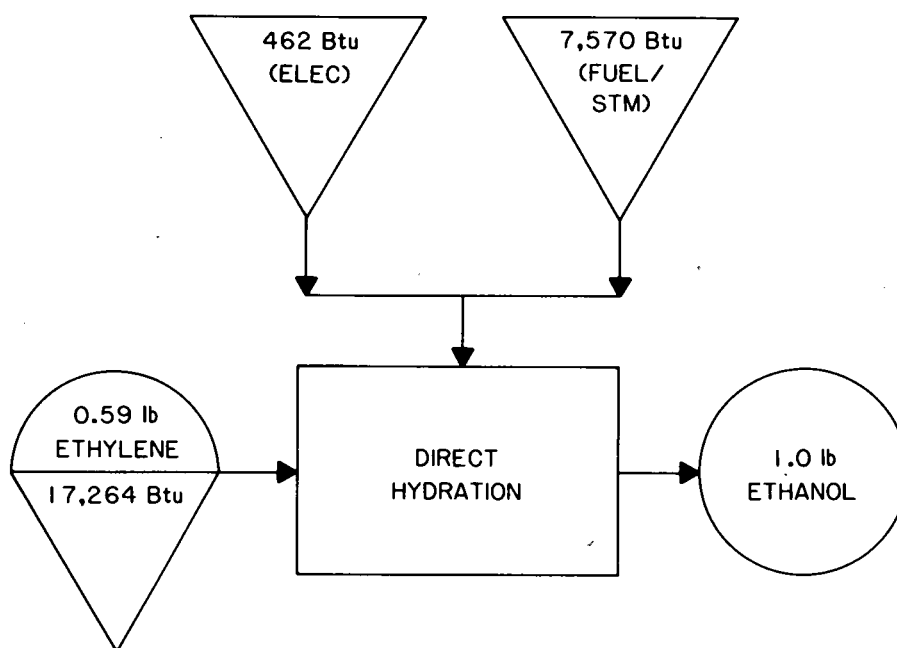 462 Btu
(ELEC)
7,570 Btu
(FUEL/
STM)
0.59 lb
ETHYLENE
17,264 Btu
DIRECT
HYDRATION
1.0 lb
ETHANOL